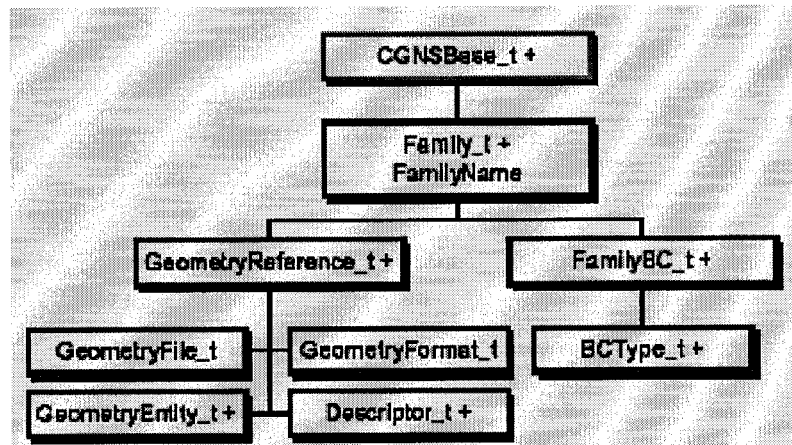 CGNSBase_t +
Family_t +
FamilyName
GeometryReference_t +
FamilyBC_t +
GeometryFile_t
GeometryFormat_t
BCType_t +
GeometryEntity_t +
Descriptor_t +